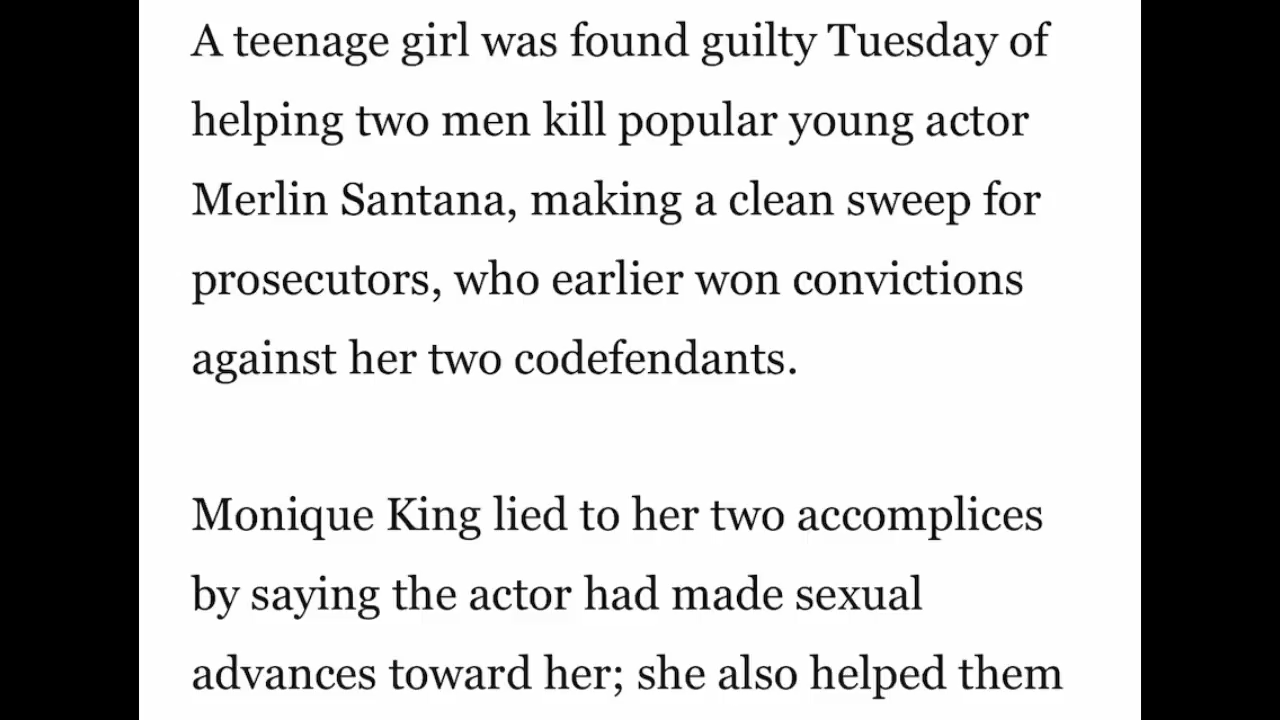 A teenage girl was found guilty Tuesday of
helping two men kill popular young actor
Merlin Santana, making a clean sweep for
prosecutors, who earlier won convictions
against her two codefendants.
Monique King lied to her two accomplices
by saying the actor had made sexual
advances toward her; she also helped them